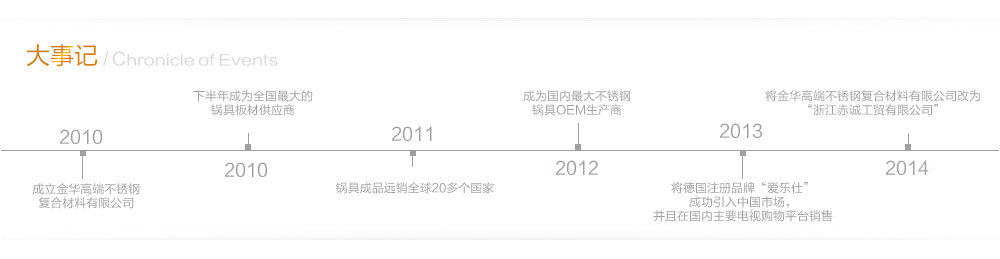 大事记 / Chronicle of Events
2010
成立金华高端不锈钢
复合材料有限公司
下半年成为全国最大的
锅具板材供应商
2010
2011
锅具成品远销全球20多个国家
成为国内最大不锈钢
锅具OEM生产商
2012
2013
将德国注册品牌“爱乐仕”
成功引入中国市场，
并且在国内主要电视购物平台销售
将金华高端不锈钢复合材料有限公司改为
“浙江赤诚工贸有限公司”
2014